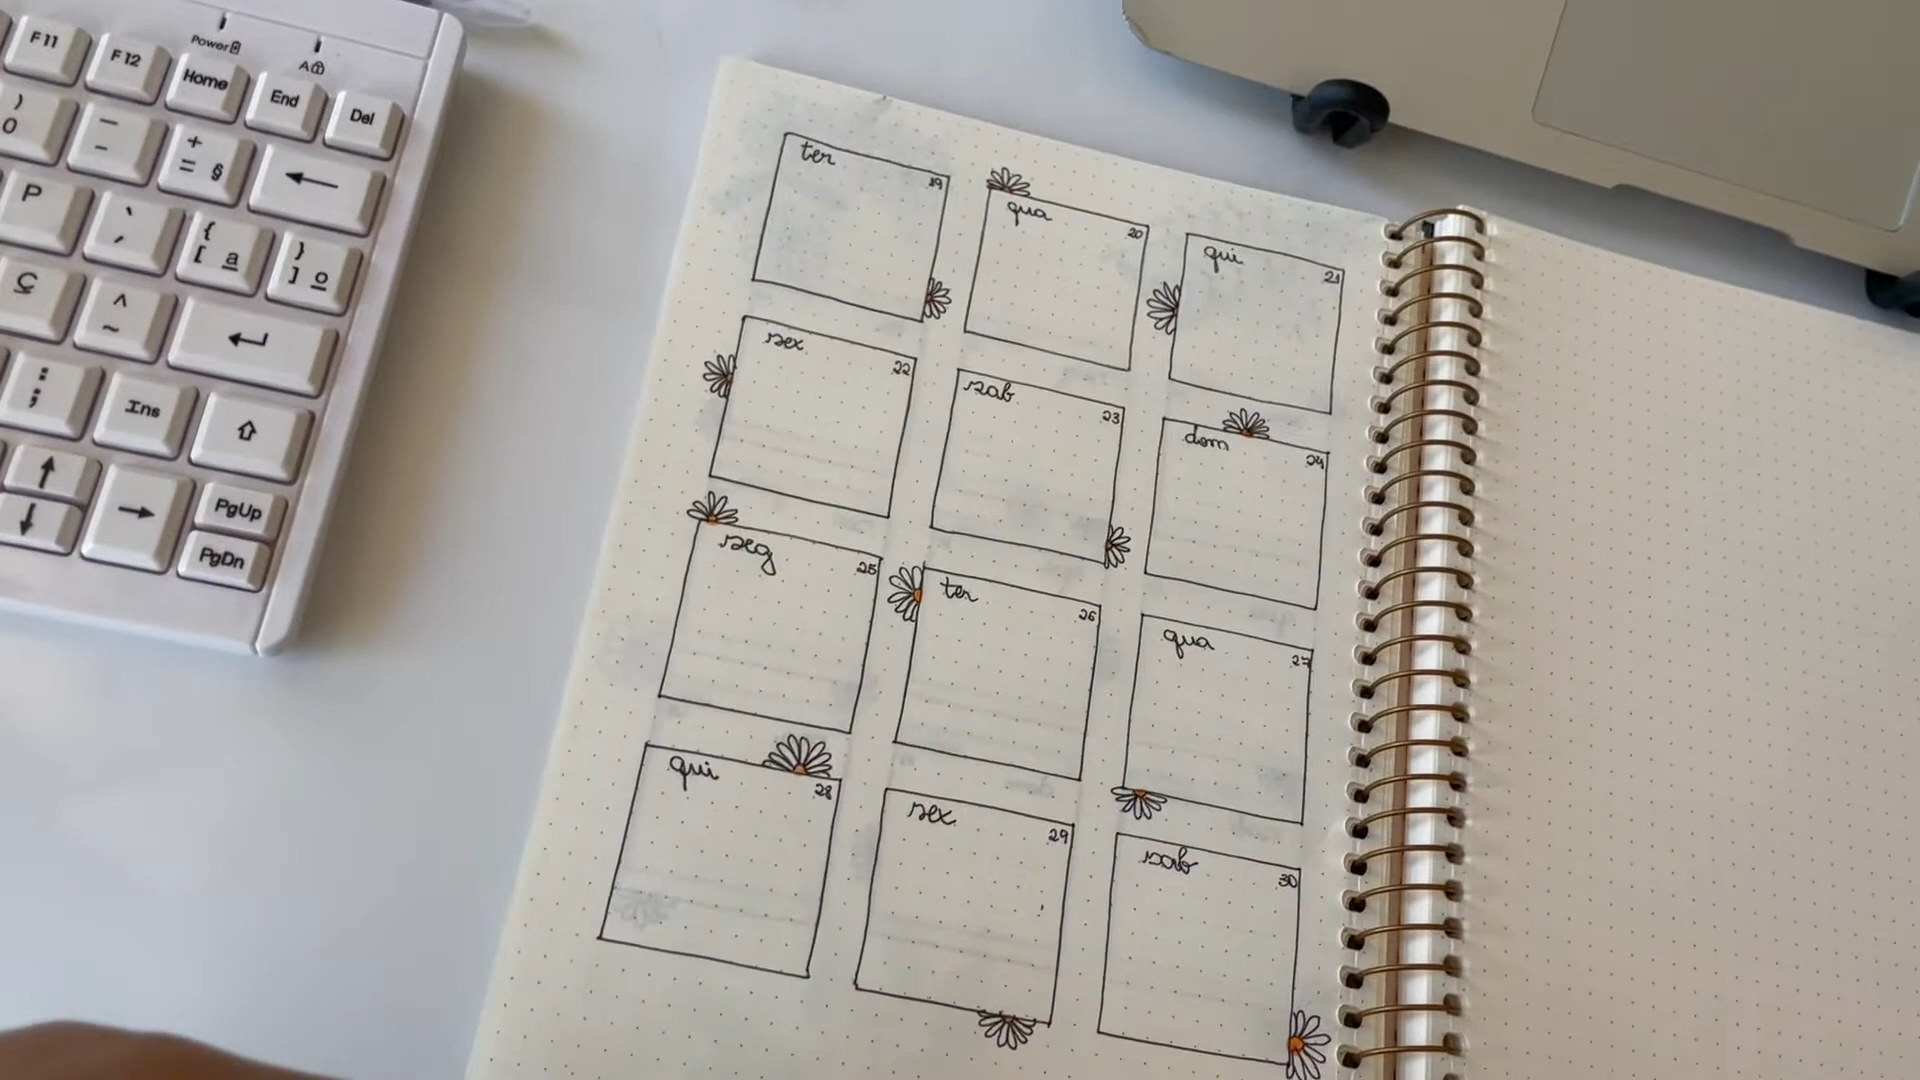 Power
A
F11
F12
Home
End
Del
)
0
—
-
+
= §
←
P
`
´
{
[ a
}
] º
Ç
^
~
↵
:
;
Ins
⇧
↑
↓
→
PgUp
PgDn
ter
19
qua
20
qui
21
sex
22
sab
23
dom
24
seg
25
ter
26
qua
27
qui
28
sex
29
sab
30